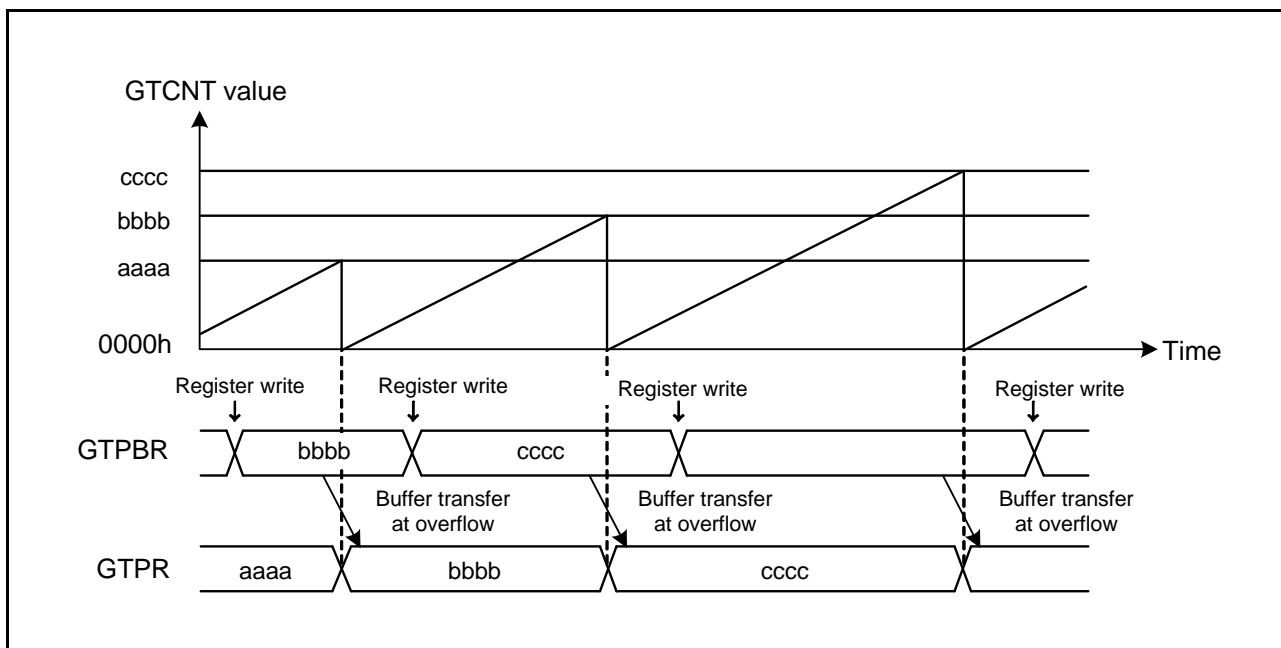 GTCNT value
cccc
bbbb
aaaa
0000h
Time
Register write
Register write
Register write
Register write
GTPBR
bbbb
cccc
Buffer transfer
at overflow
Buffer transfer
at overflow
Buffer transfer
at overflow
GTPR
aaaa
bbbb
cccc